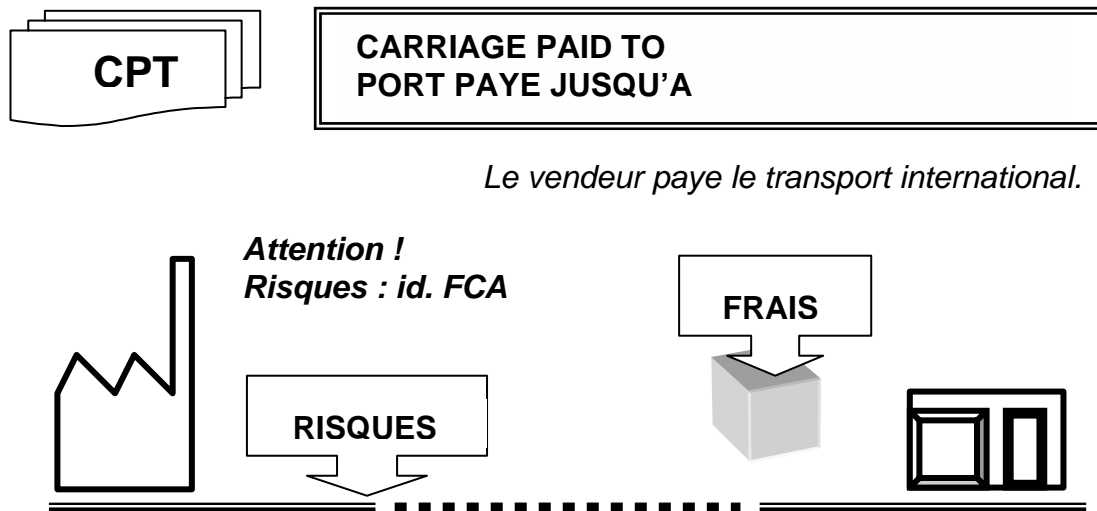 CPT
CARRIAGE PAID TO
PORT PAYE JUSQU'A
Le vendeur paye le transport international.
Attention !
Risques : id. FCA
FRAIS
RISQUES